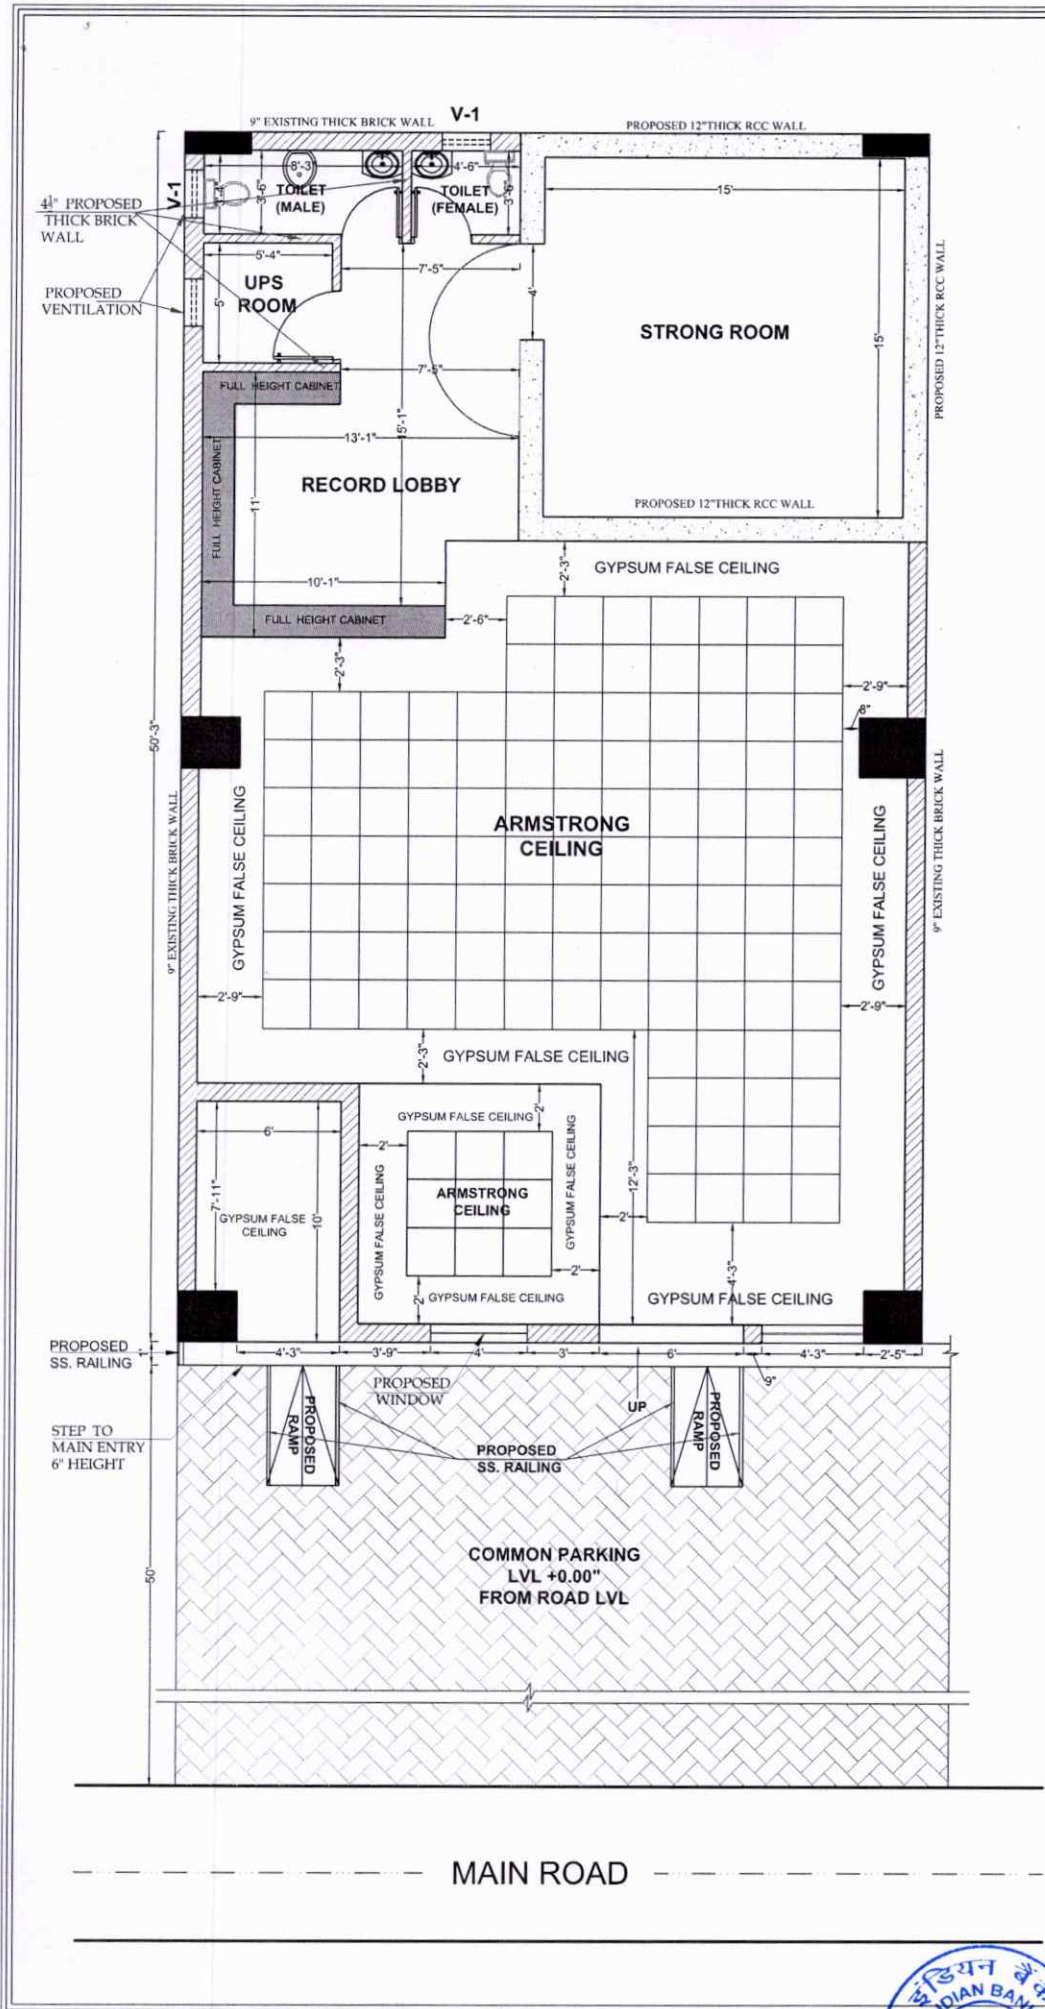 9" EXISTING THICK BRICK WALL
V-1
PROPOSED 12"THICK RCC WALL
8'-3"
4'-6"
15'
V-1
3'-6"
TOILET
(MALE)
TOILET
(FEMALE)
3'-6"
4½" PROPOSED
THICK BRICK
WALL
5'-4"
7'-5"
UPS
ROOM
5'
4'
PROPOSED
VENTILATION
STRONG ROOM
15'
PROPOSED 12"THICK RCC WALL
7'-5"
FULL HEIGHT CABINET
15'-1"
13'-1"
FULL HEIGHT CABINET
RECORD LOBBY
11'
PROPOSED 12"THICK RCC WALL
10'-1"
2'-3"
GYPSUM FALSE CEILING
FULL HEIGHT CABINET
2'-6"
2'-3"
2'-9"
8"
50'-3"
9" EXISTING THICK BRICK WALL
GYPSUM FALSE CEILING
ARMSTRONG
CEILING
GYPSUM FALSE CEILING
9" EXISTING THICK BRICK WALL
2'-9"
2'-9"
2'-3"
GYPSUM FALSE CEILING
6'
GYPSUM FALSE CEILING
2'
2'
7'-11"
GYPSUM FALSE
CEILING
10'
GYPSUM FALSE CEILING
ARMSTRONG
CEILING
GYPSUM FALSE CEILING
12'-3"
2'
2'
2'
GYPSUM FALSE CEILING
4'-3"
GYPSUM FALSE CEILING
PROPOSED
SS. RAILING
1'
4'-3"
3'-9"
4'
3'
6'
9"
4'-3"
2'-5"
PROPOSED
WINDOW
UP
STEP TO
MAIN ENTRY
6" HEIGHT
PROPOSED
RAMP
PROPOSED
SS. RAILING
PROPOSED
RAMP
50'
COMMON PARKING
LVL +0.00"
FROM ROAD LVL
MAIN ROAD
इंडियन बैंक